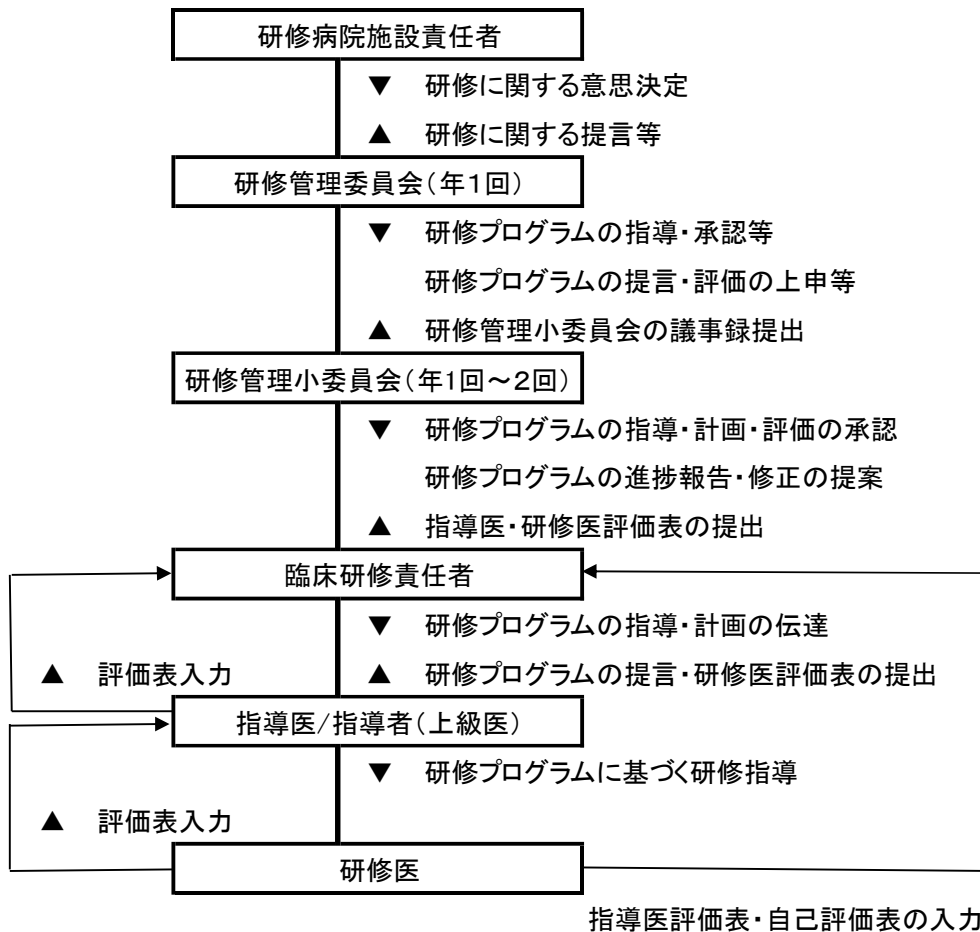 研修病院施設責任者
▼ 研修に関する意思決定
▲ 研修に関する提言等
研修管理委員会(年1回)
▼ 研修プログラムの指導・承認等
研修プログラムの提言・評価の上申等
▲ 研修管理小委員会の議事録提出
研修管理小委員会(年1回～2回)
▼ 研修プログラムの指導・計画・評価の承認
研修プログラムの進捗報告・修正の提案
▲ 指導医・研修医評価表の提出
臨床研修責任者
▼ 研修プログラムの指導・計画の伝達
▲ 評価表入力
▲ 研修プログラムの提言・研修医評価表の提出
指導医/指導者(上級医)
▼ 研修プログラムに基づく研修指導
▲ 評価表入力
研修医
指導医評価表・自己評価表の入力